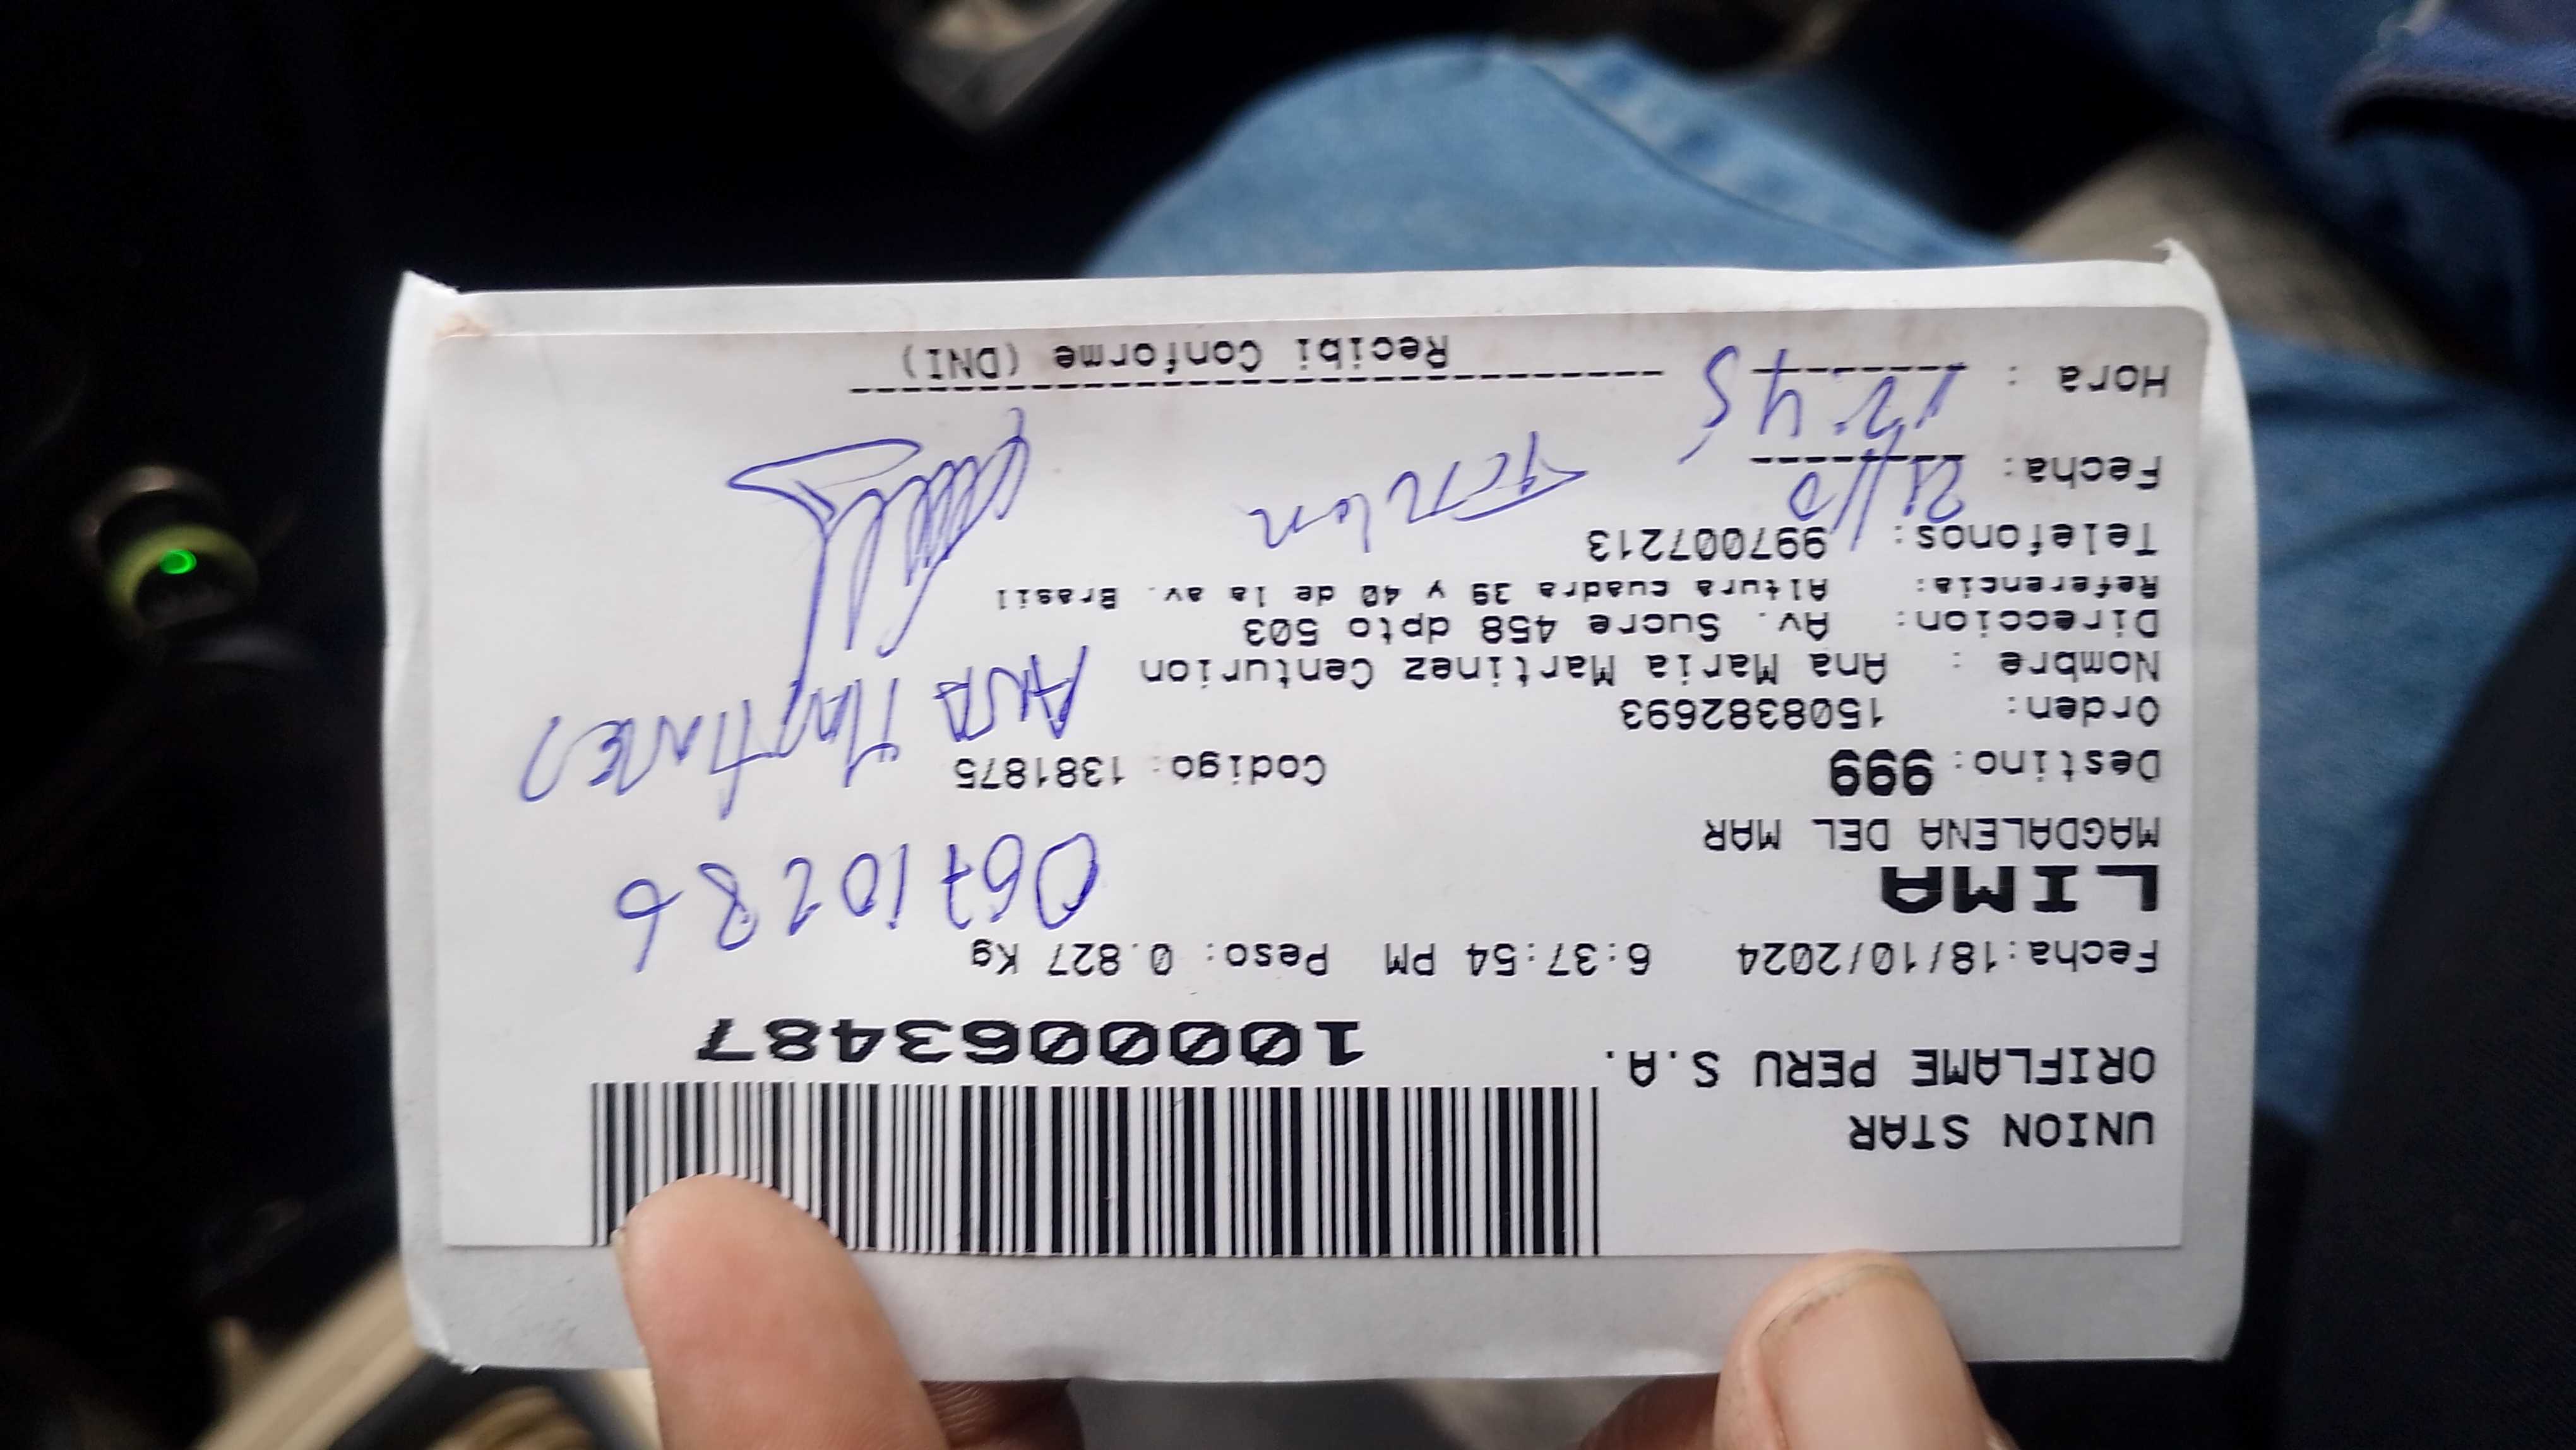 UNION STAR
ORIFLAME PERU S.A.
10000063487
Fecha:18/10/2024 6:37:54 PM Peso: 0.827 Kg
LIMA
06710286
MAGDALENA DEL MAR
Destino: 999 Codigo: 1381875
Orden: 1508382693
ANA MARTINEZ
Nombre : Ana Maria Martinez Centurion
Direccion: Av. Sucre 458 dpto 503
Referencia: Altura cuadra 39 y 40 de la av. Brasil
Telefonos: 997007213
Fecha: 21/10
Hora : 12:45
Recibi Conforme (DNI)